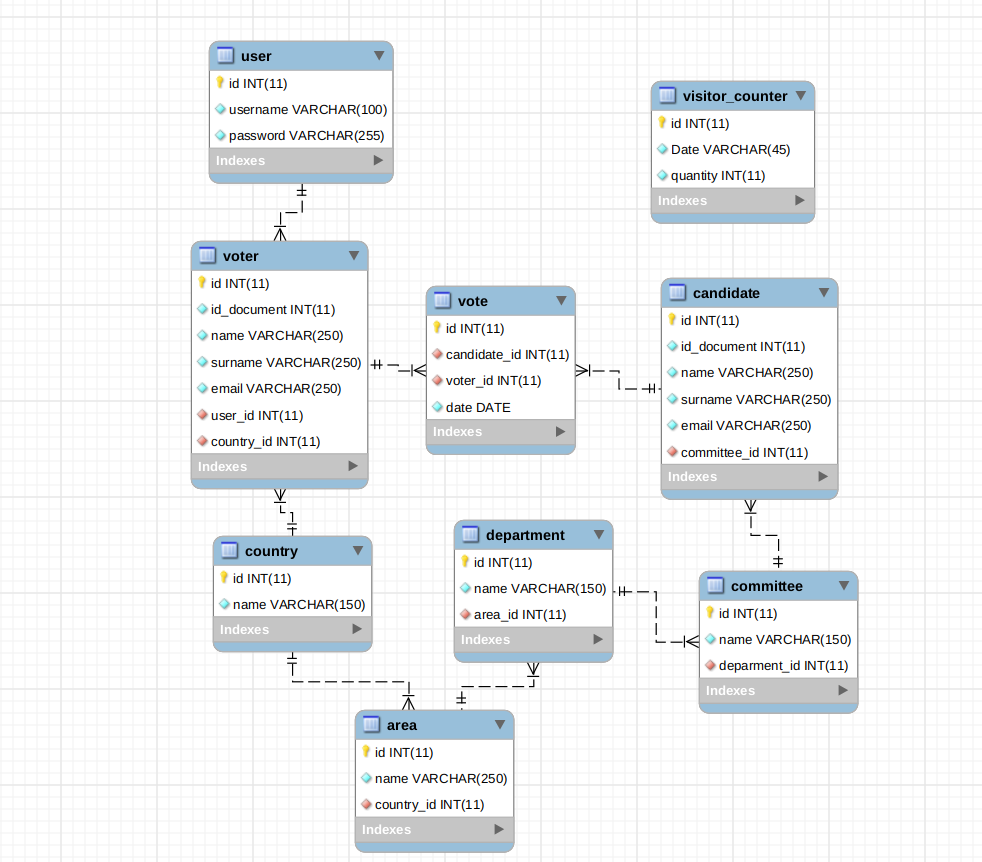 user
id INT(11)
username VARCHAR(100)
password VARCHAR(255)
Indexes
visitor_counter
id INT(11)
Date VARCHAR(45)
quantity INT(11)
Indexes
voter
id INT(11)
id_document INT(11)
name VARCHAR(250)
surname VARCHAR(250)
email VARCHAR(250)
user_id INT(11)
country_id INT(11)
Indexes
vote
id INT(11)
candidate_id INT(11)
voter_id INT(11)
date DATE
Indexes
candidate
id INT(11)
id_document INT(11)
name VARCHAR(250)
surname VARCHAR(250)
email VARCHAR(250)
committee_id INT(11)
Indexes
country
id INT(11)
name VARCHAR(150)
Indexes
department
id INT(11)
name VARCHAR(150)
area_id INT(11)
Indexes
committee
id INT(11)
name VARCHAR(150)
deparment_id INT(11)
Indexes
area
id INT(11)
name VARCHAR(250)
country_id INT(11)
Indexes